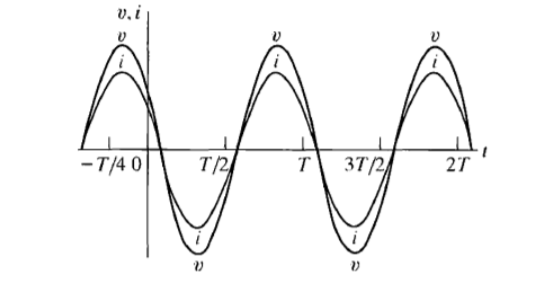 v, i
v v v
i i i
−T/4 0 T/2 T 3T/2 2T t
i i
v v